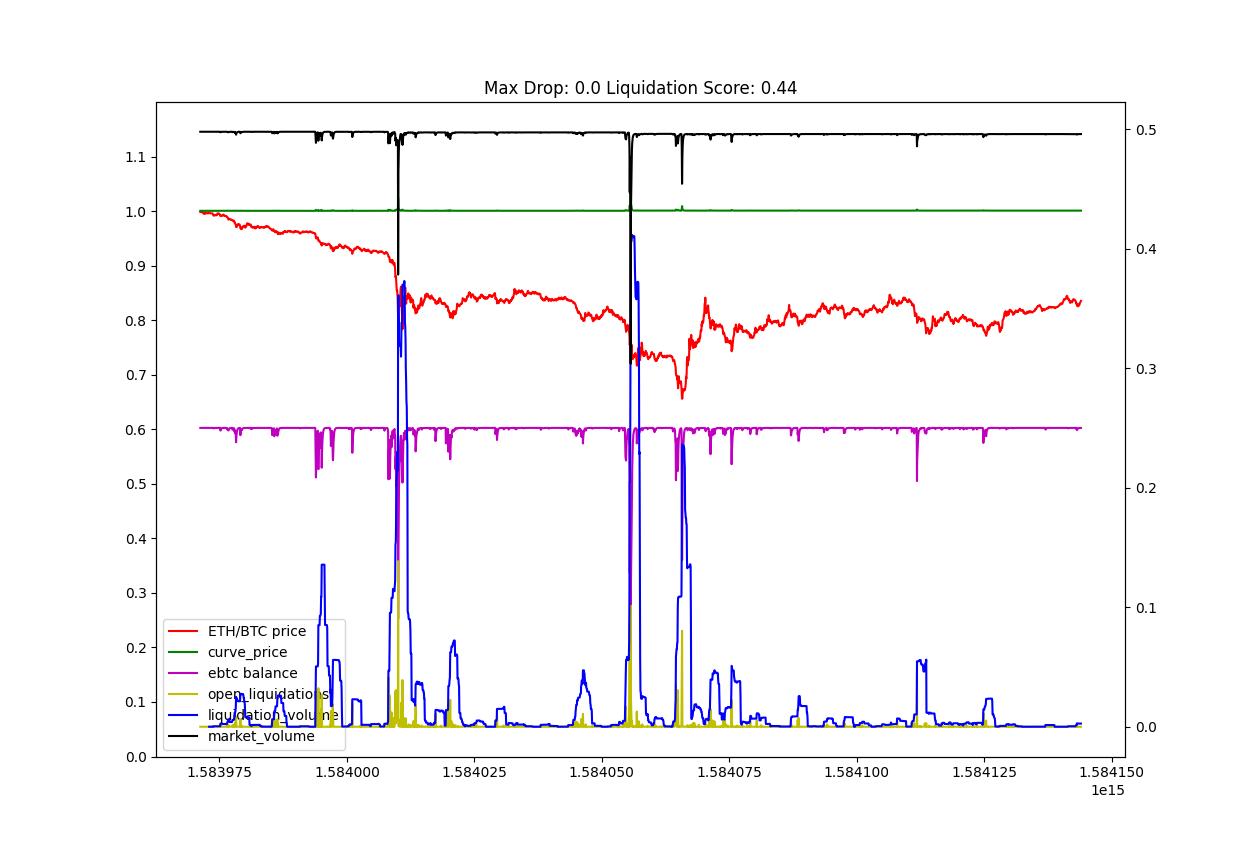 Max Drop: 0.0 Liquidation Score: 0.44
1.1
1.0
0.9
0.8
0.7
0.6
0.5
0.4
0.3
0.2
0.1
0.0
0.5
0.4
0.3
0.2
0.1
0.0
ETH/BTC price
curve_price
ebtc balance
open_liquidations
liquidation_volume
market_volume
1.583975 1.584000 1.584025 1.584050 1.584075 1.584100 1.584125 1.584150
1e15